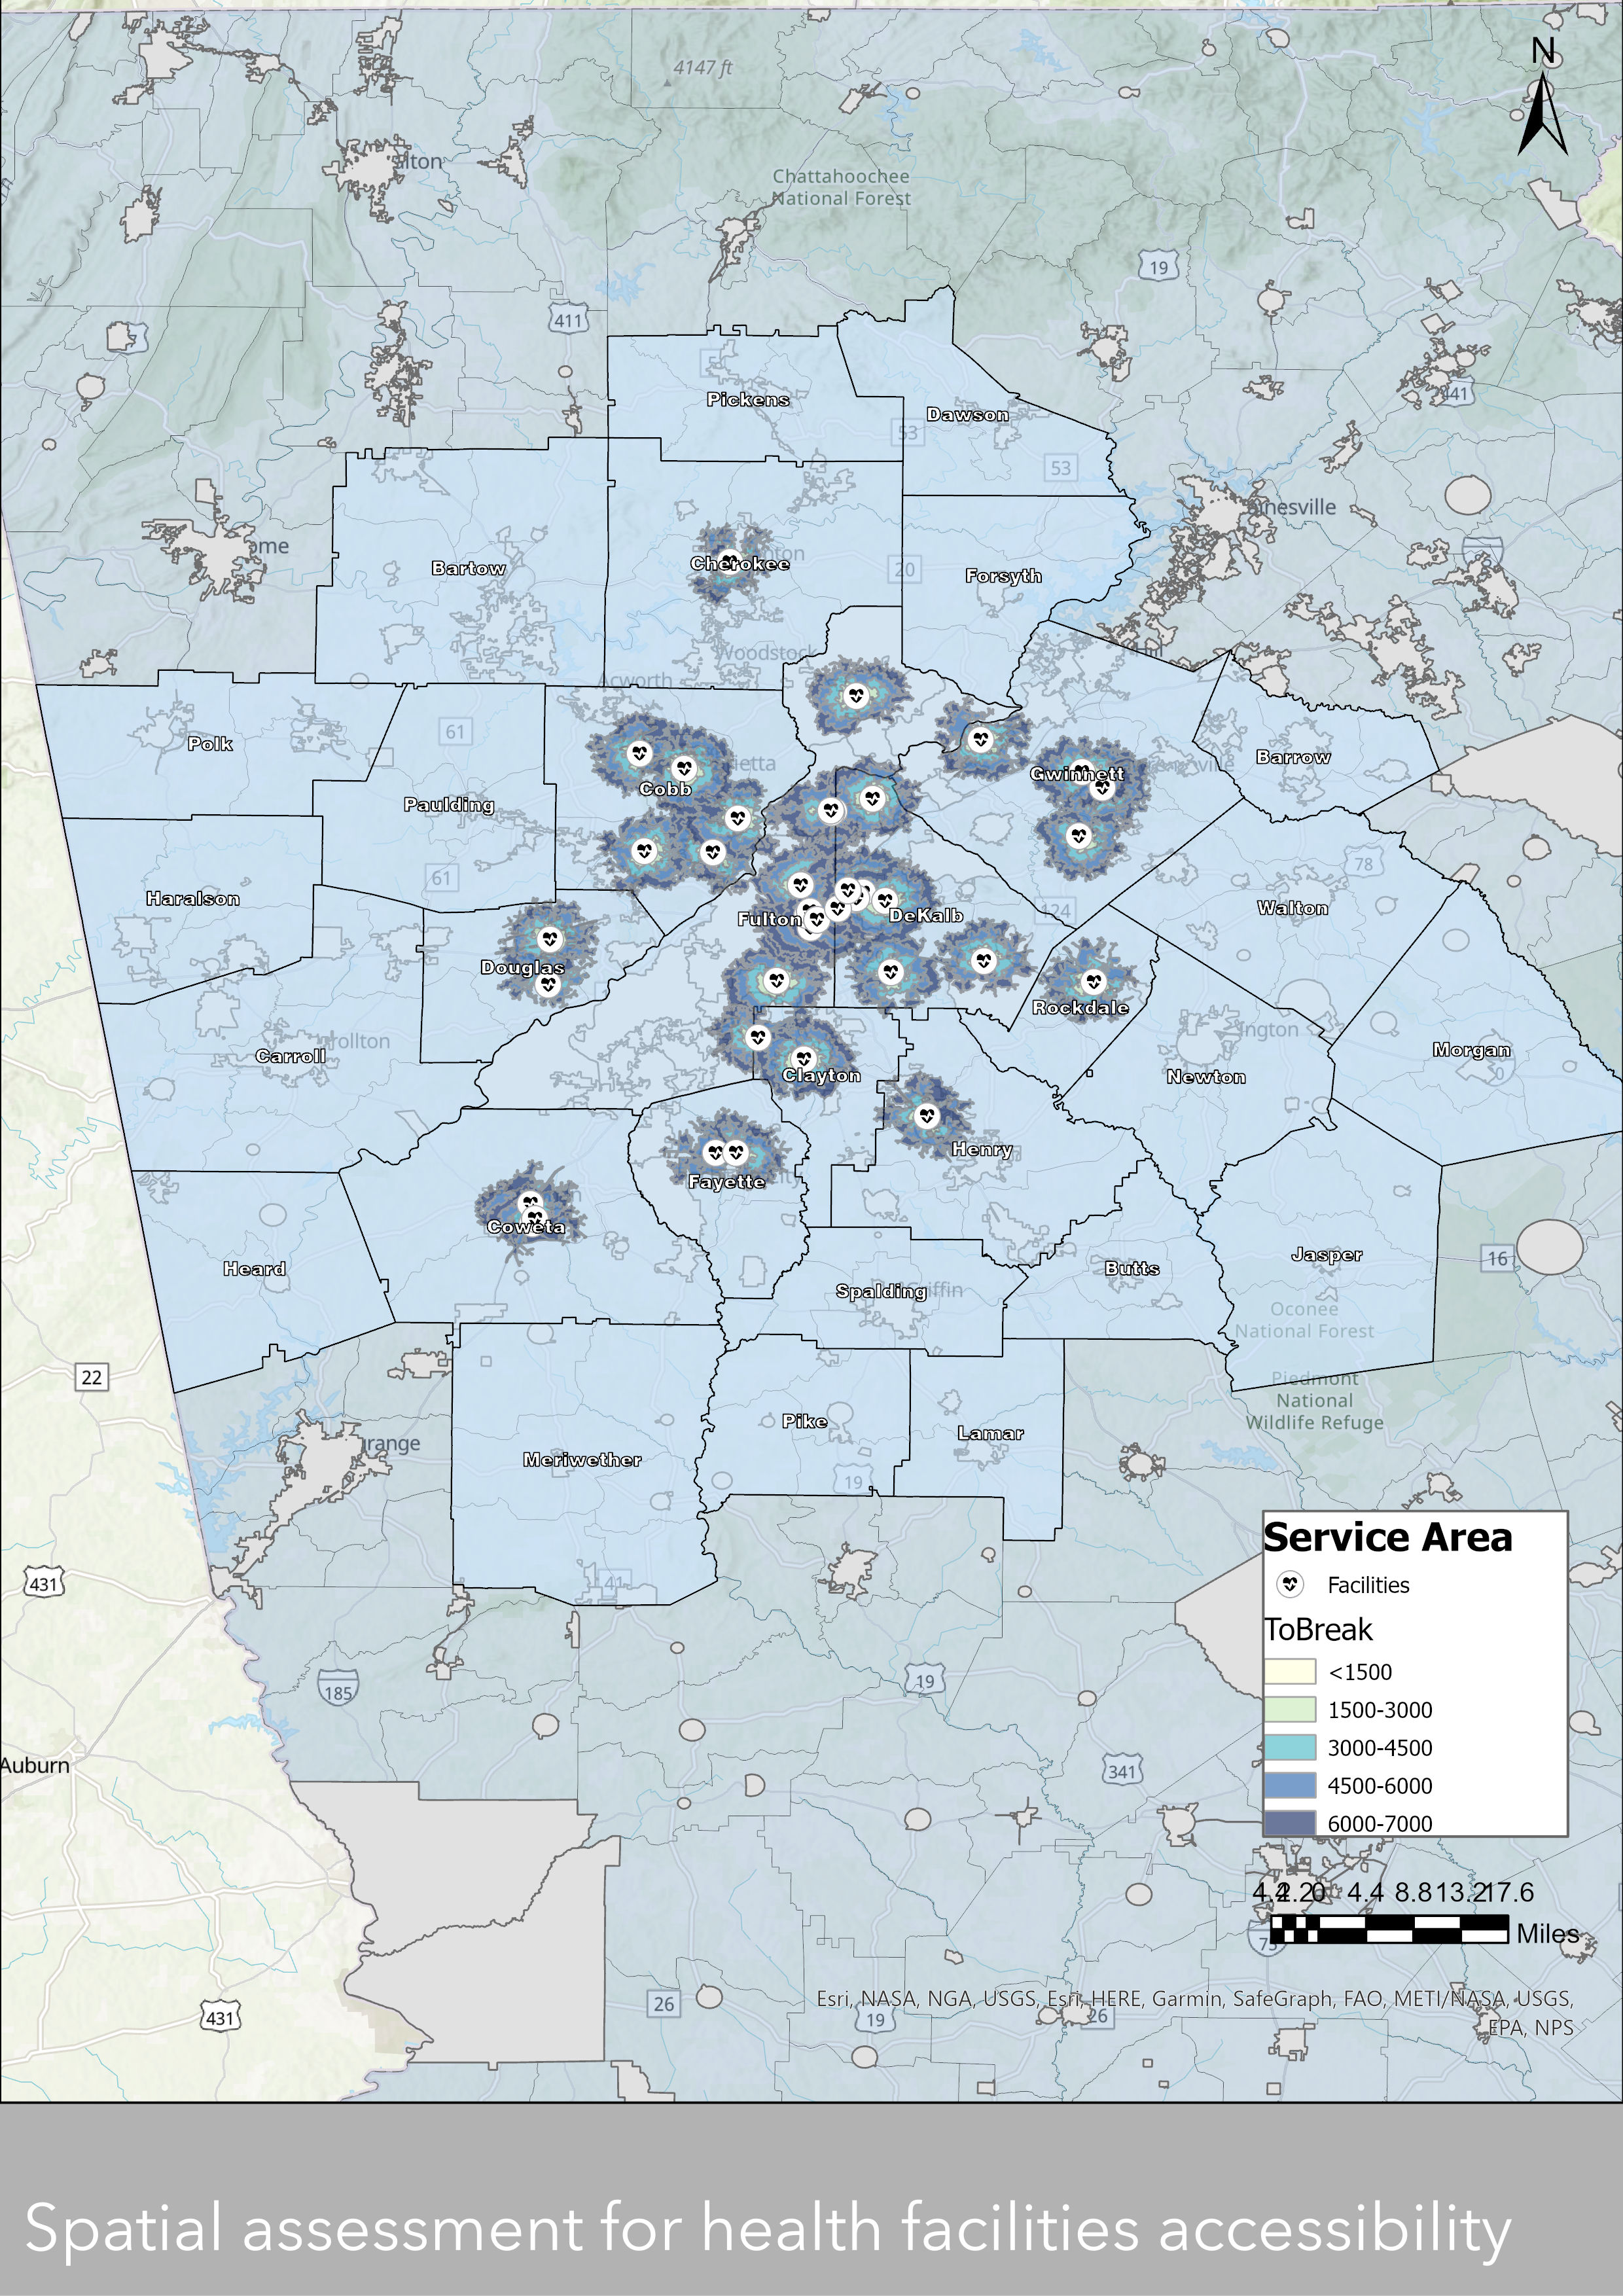 N
4147 ft
Chattahoochee
National Forest
19
411
441
Pickens
Dawson
53
53
Cherokee
20
Bartow
Forsyth
Woodstock
Acworth
Polk
61
Barrow
Cobb
Gwinnett
Paulding
78
61
Haralson
Fulton
DeKalb
124
Walton
Douglas
Rockdale
Carroll
Clayton
Newton
Morgan
Henry
Fayette
Coweta
Heard
Spalding
Butts
Jasper
16
Oconee
National Forest
22
Piedmont
National
Wildlife Refuge
Pike
Lamar
Meriwether
19
41
431
185
19
341
Auburn
431
26
19
26
75
Service Area
Facilities
ToBreak
<1500
1500-3000
3000-4500
4500-6000
6000-7000
4.4 2.2 0 4.4 8.8 13.2 17.6
Miles
Esri, NASA, NGA, USGS, Esri, HERE, Garmin, SafeGraph, FAO, METI/NASA, USGS,
EPA, NPS
Spatial assessment for health facilities accessibility